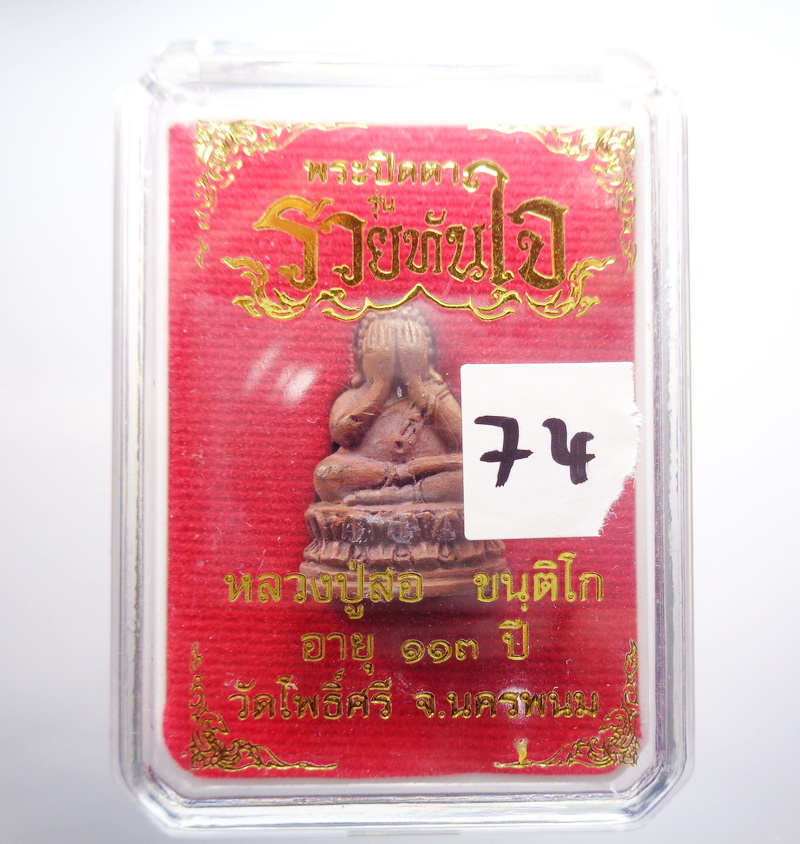 พระปิดตา
รุ่น
รวยทันใจ
74
หลวงปู่สอ ขนฺติโก
อายุ ๑๑๓ ปี
วัดโพธิ์ศรี จ.นครพนม